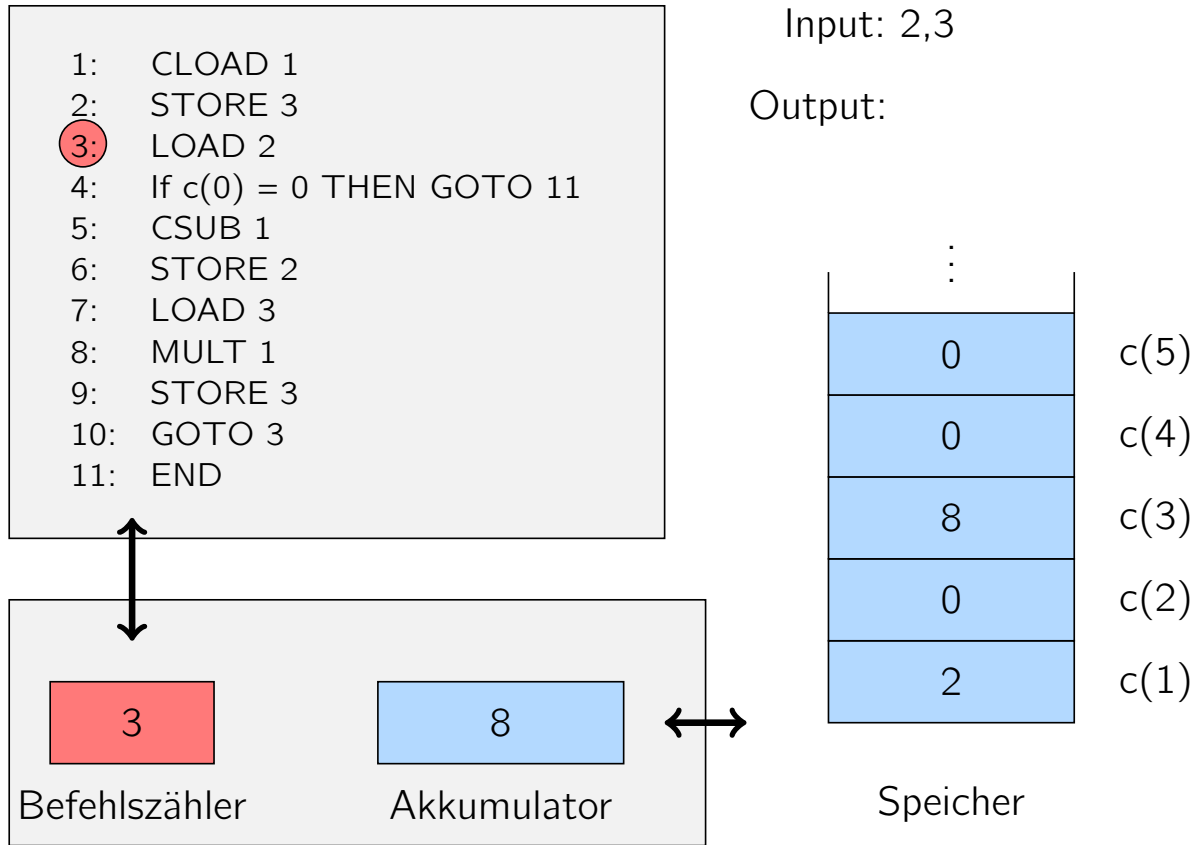 1: CLOAD 1
2: STORE 3
3: LOAD 2
4: If c(0) = 0 THEN GOTO 11
5: CSUB 1
6: STORE 2
7: LOAD 3
8: MULT 1
9: STORE 3
10: GOTO 3
11: END
Input: 2,3
Output:
⋮
0 c(5)
0 c(4)
8 c(3)
0 c(2)
2 c(1)
Speicher
3
Befehlszähler
8
Akkumulator